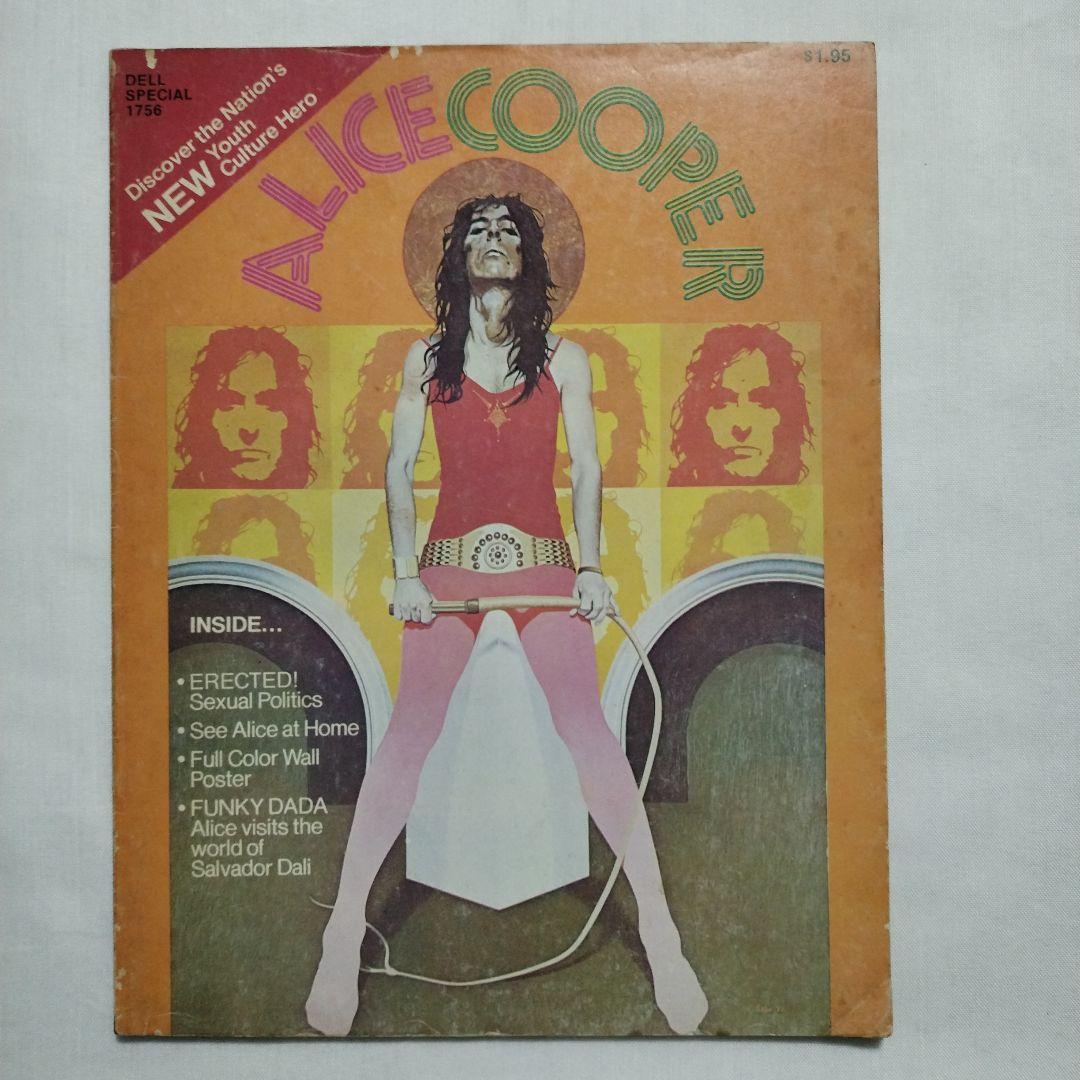 DELL
SPECIAL
1756
$1.95
Discover the Nation's
NEW Youth
Culture Hero
ALICE COOPER
INSIDE...
• ERECTED!
Sexual Politics
• See Alice at Home
• Full Color Wall
Poster
• FUNKY DADA
Alice visits the
world of
Salvador Dali